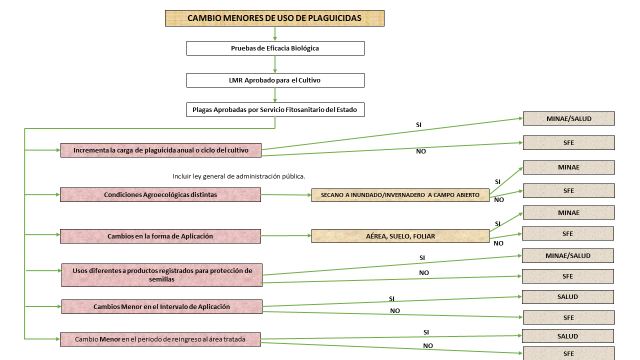 CAMBIO MENORES DE USO DE PLAGUICIDAS
Pruebas de Eficacia Biológica
LMR Aprobado para el Cultivo
Plagas Aprobadas por Servicio Fitosanitario del Estado
Incrementa la carga de plaguicida anual o ciclo del cultivo
SI
MINAE/SALUD
NO
SFE
Incluir ley general de administración pública.
Condiciones Agroecológicas distintas
SECANO A INUNDADO/INVERNADERO A CAMPO ABIERTO
SI
MINAE
NO
SFE
Cambios en la forma de Aplicación
AÉREA, SUELO, FOLIAR
SI
MINAE
NO
SFE
Usos diferentes a productos registrados para protección de
semillas
SI
MINAE/SALUD
NO
SFE
Cambios Menor en el Intervalo de Aplicación
SI
SALUD
NO
SFE
Cambio Menor en el periodo de reingreso al área tratada
SI
SALUD
NO
SFE